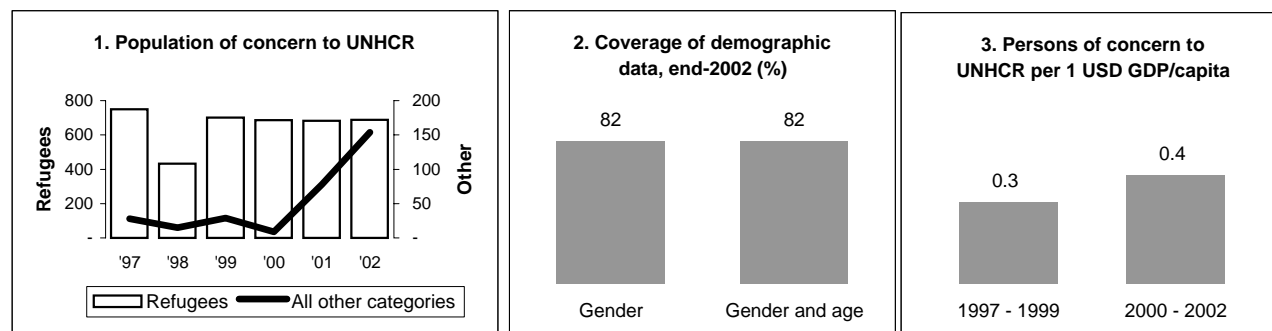 1. Population of concern to UNHCR
800
600
400
200
-
Refugees
200
150
100
50
-
Other
'97 '98 '99 '00 '01 '02
Refugees All other categories
2. Coverage of demographic
data, end-2002 (%)
82 82
Gender Gender and age
3. Persons of concern to
UNHCR per 1 USD GDP/capita
0.3 0.4
1997 - 1999 2000 - 2002